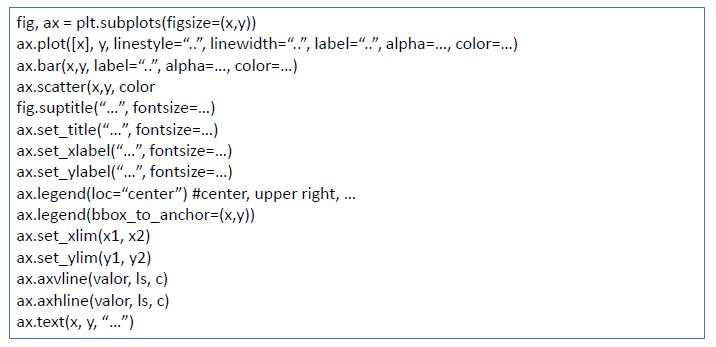 fig, ax = plt.subplots(figsize=(x,y))
ax.plot([x], y, linestyle=“..”, linewidth=“..”, label=“..”, alpha=…, color=…)
ax.bar(x,y, label=“..”, alpha=…, color=…)
ax.scatter(x,y, color
fig.suptitle(“…”, fontsize=…)
ax.set_title(“…”, fontsize=…)
ax.set_xlabel(“…”, fontsize=…)
ax.set_ylabel(“…”, fontsize=…)
ax.legend(loc=“center”) #center, upper right, …
ax.legend(bbox_to_anchor=(x,y))
ax.set_xlim(x1, x2)
ax.set_ylim(y1, y2)
ax.axvline(valor, ls, c)
ax.axhline(valor, ls, c)
ax.text(x, y, “…”)